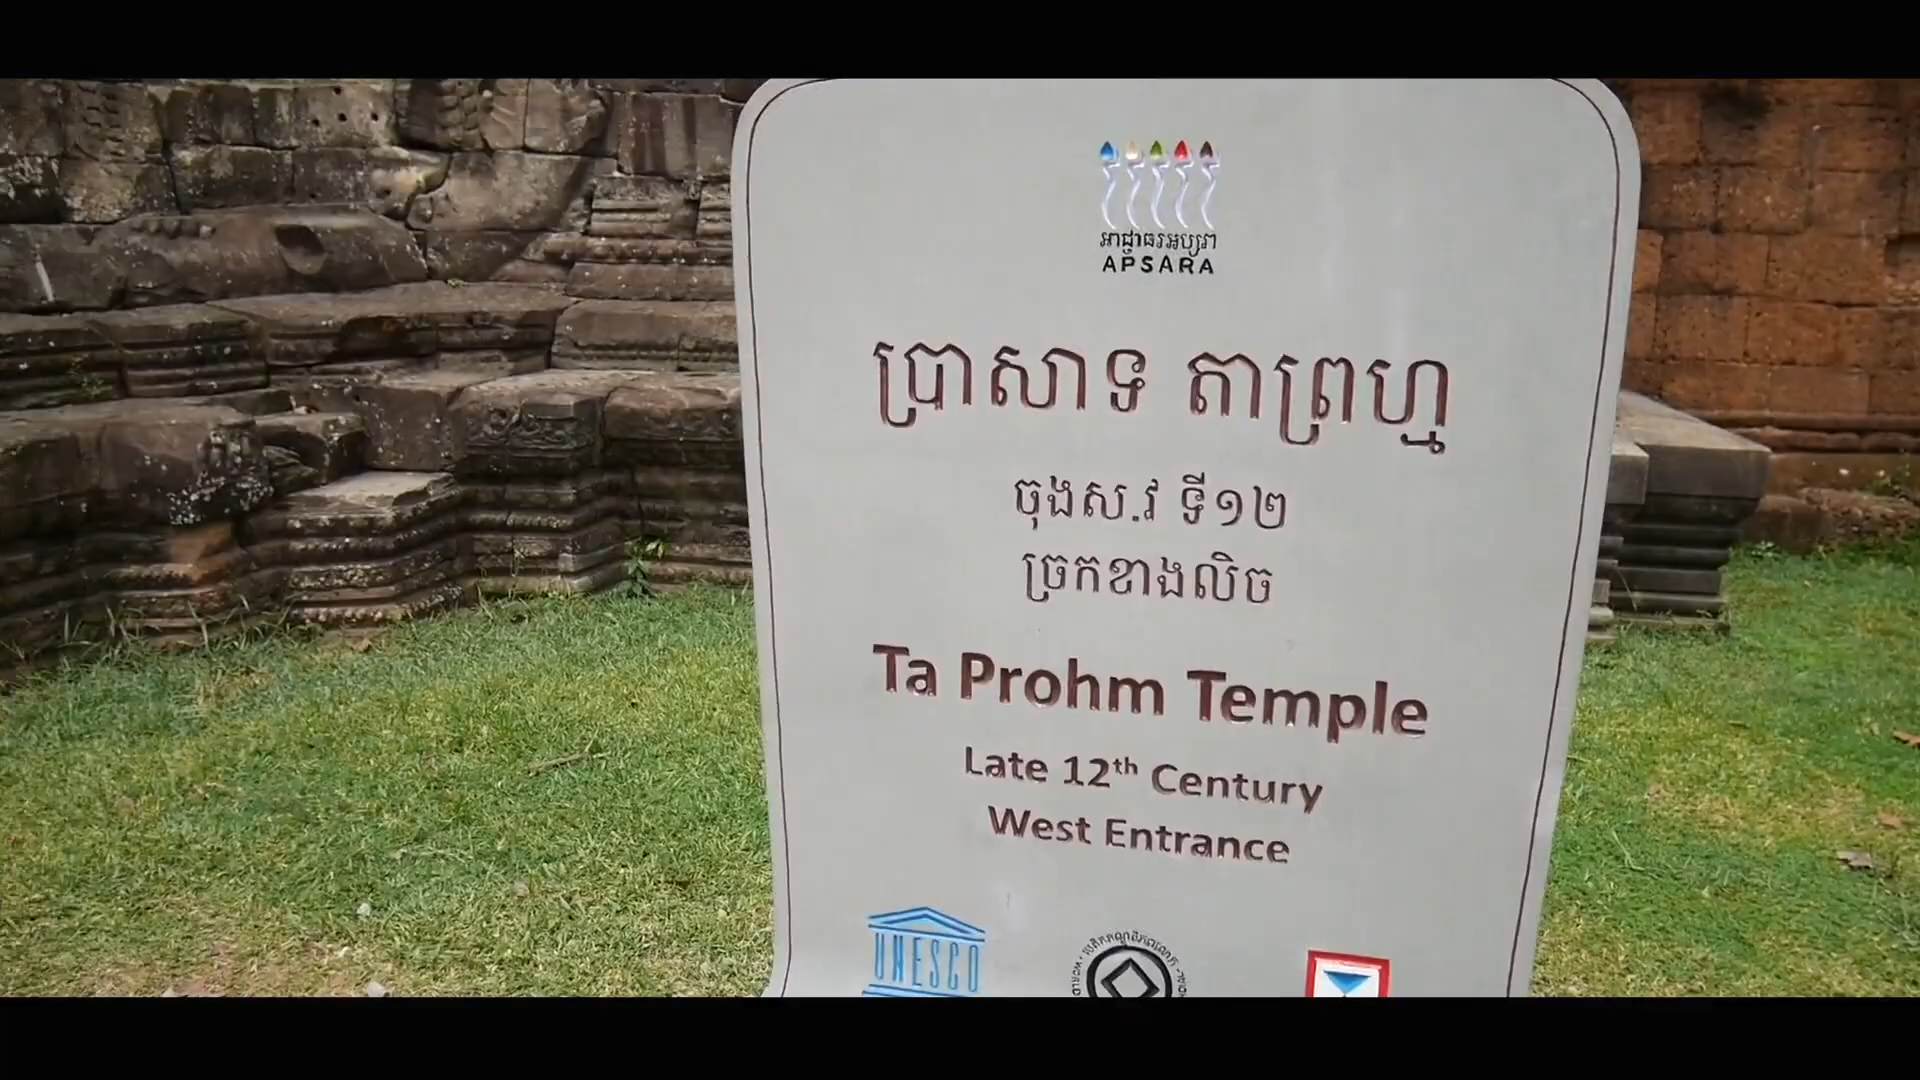 អាជ្ញាធរអប្សរា
APSARA
ប្រាសាទ តាព្រហ្ម
ចុងស.វ ទី១២
ច្រកខាងលិច
Ta Prohm Temple
Late 12th Century
West Entrance
UNESCO